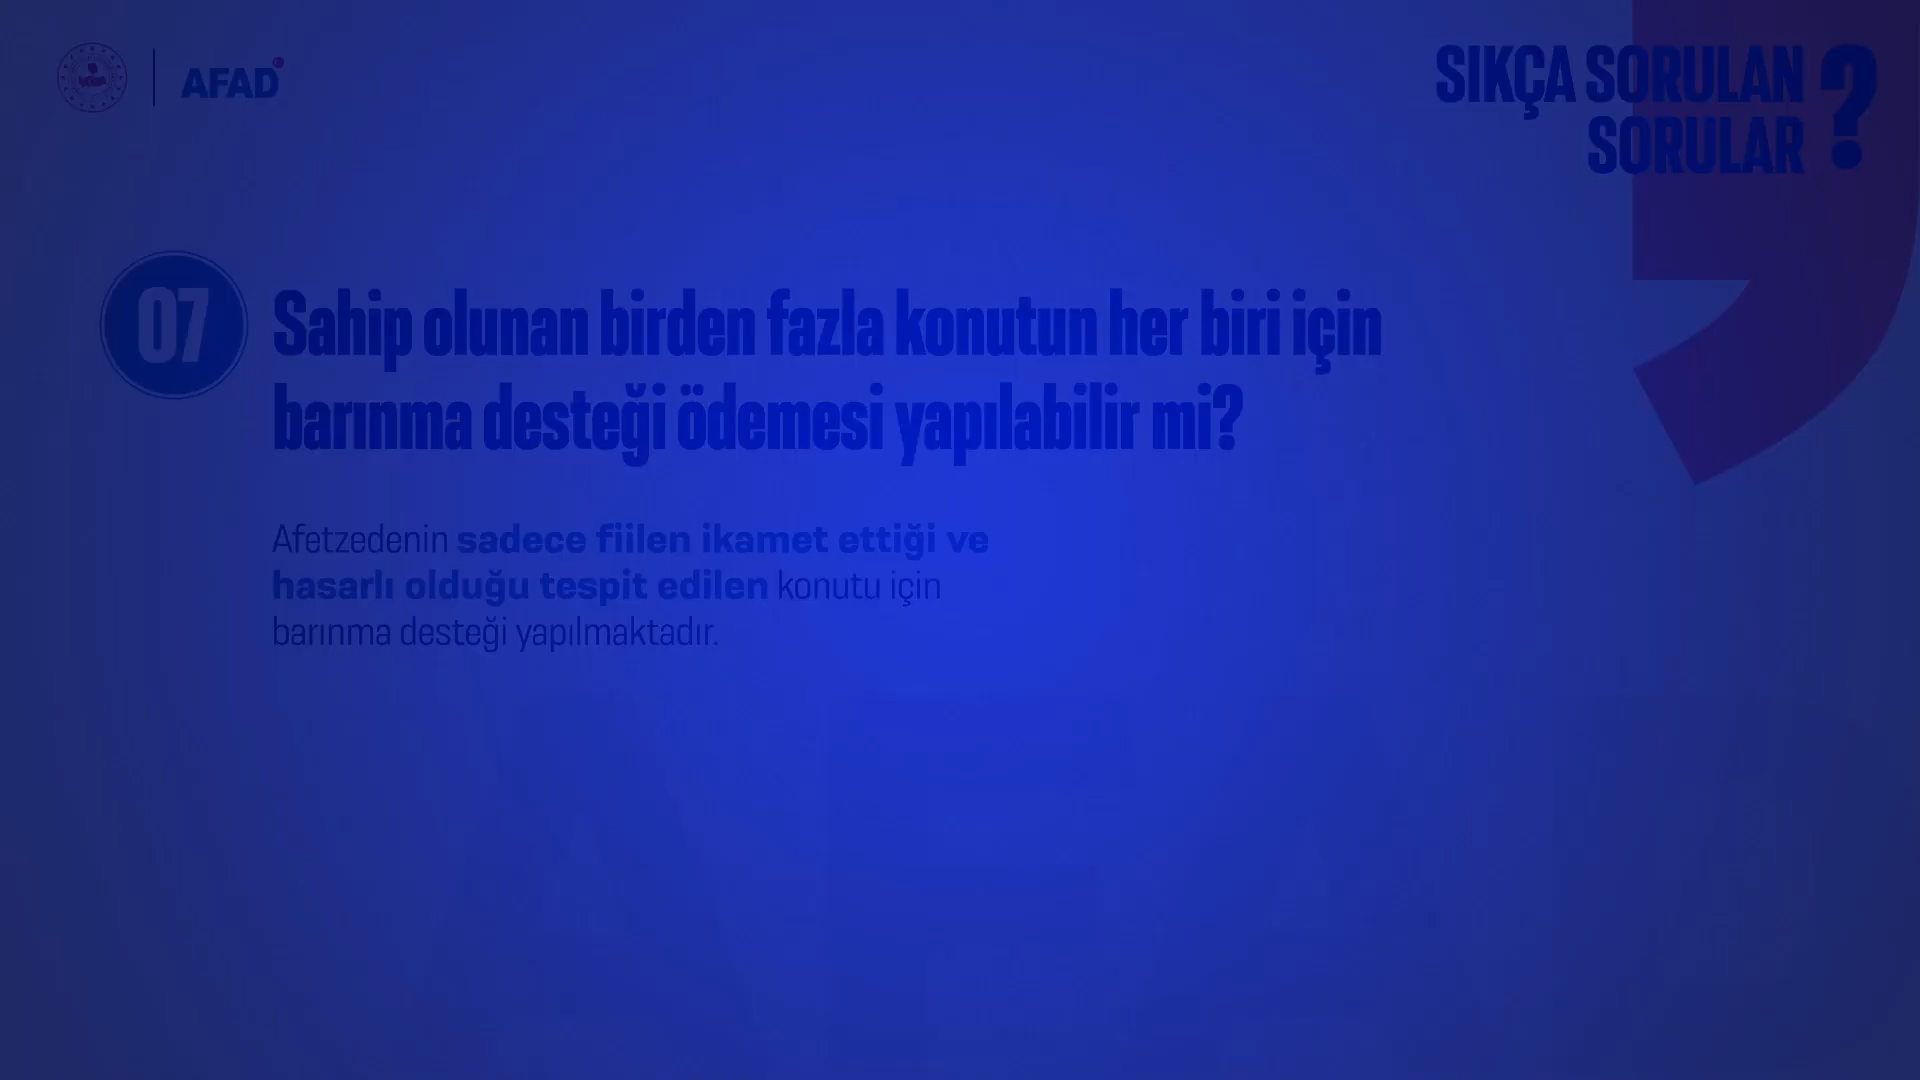 AFAD
SIKÇA SORULAN
SORULAR ?
07
Sahip olunan birden fazla konutun her biri için
barınma desteği ödemesi yapılabilir mi?
Afetzedenin sadece fiilen ikamet ettiği ve
hasarlı olduğu tespit edilen konutu için
barınma desteği yapılmaktadır.